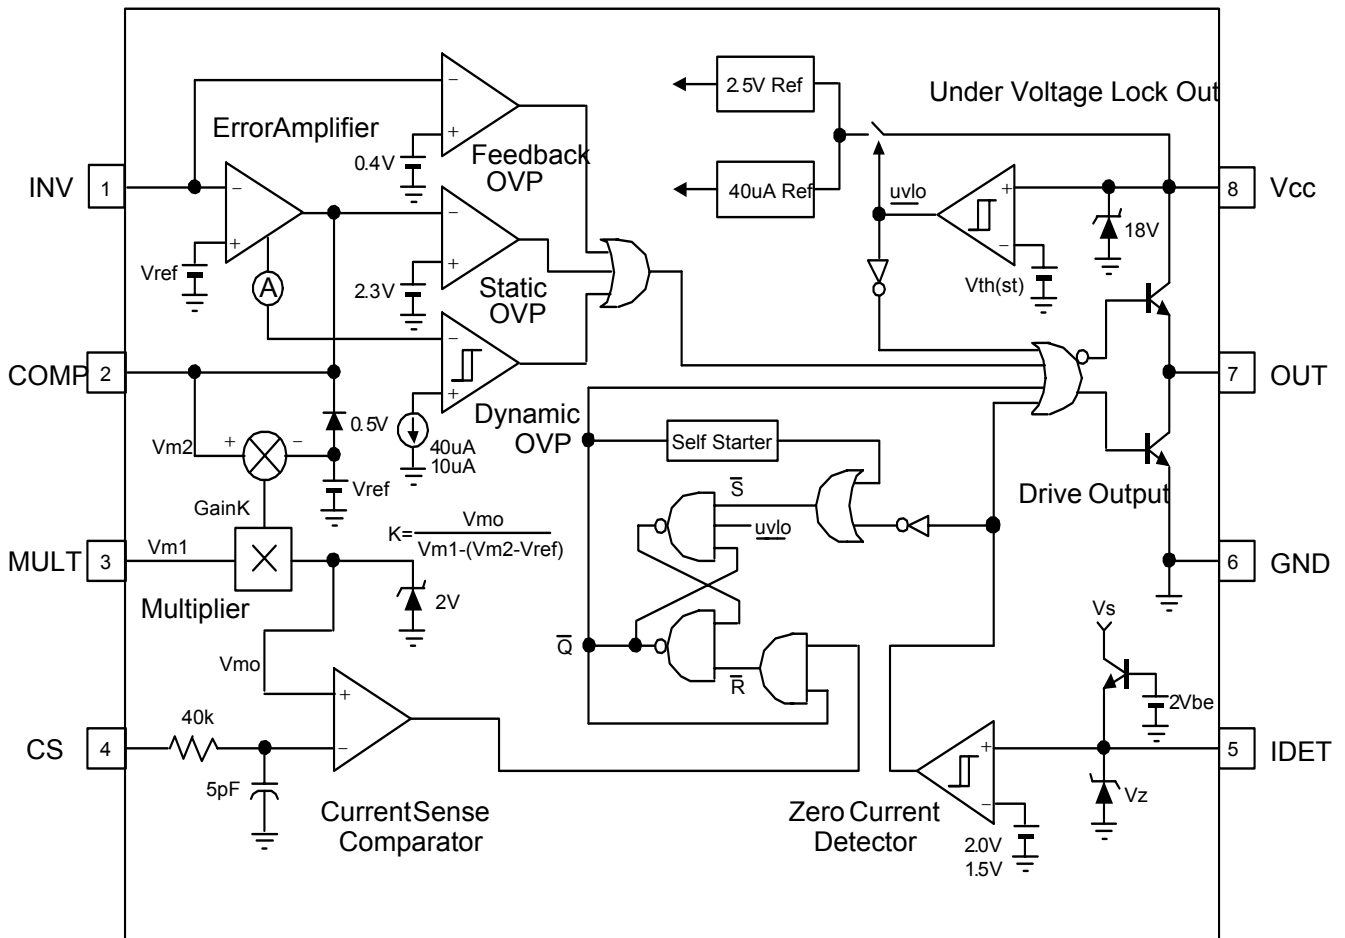 2.5V Ref
Under Voltage Lock Out
ErrorAmplifier
−
+
0.4V
Feedback
OVP
INV
1
−
+
Vref
A
−
+
2.3V
Static
OVP
40uA Ref
uvlo
+
−
Vth(st)
18V
8
Vcc
COMP
2
−
+
Dynamic
OVP
40uA
10uA
0.5V
7
OUT
Vm2
+
−
Vref
Self Starter
Drive Output
GainK
S
uvlo
MULT
3
Vm1
K=
Vmo
Vm1-(Vm2-Vref)
6
GND
Multiplier
2V
Vs
Q
R
Vmo
2Vbe
CS
4
40k
5pF
+
−
CurrentSense
Comparator
Zero Current
Detector
+
−
2.0V
1.5V
Vz
5
IDET